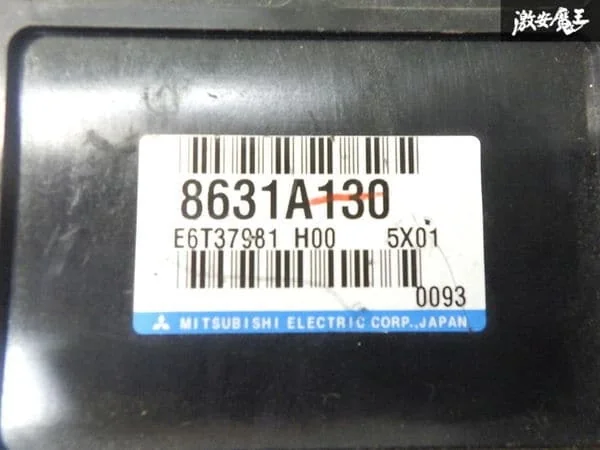 激安魔王
8631A130
E6T37981 H00 5X01
0093
MITSUBISHI ELECTRIC CORP.,JAPAN